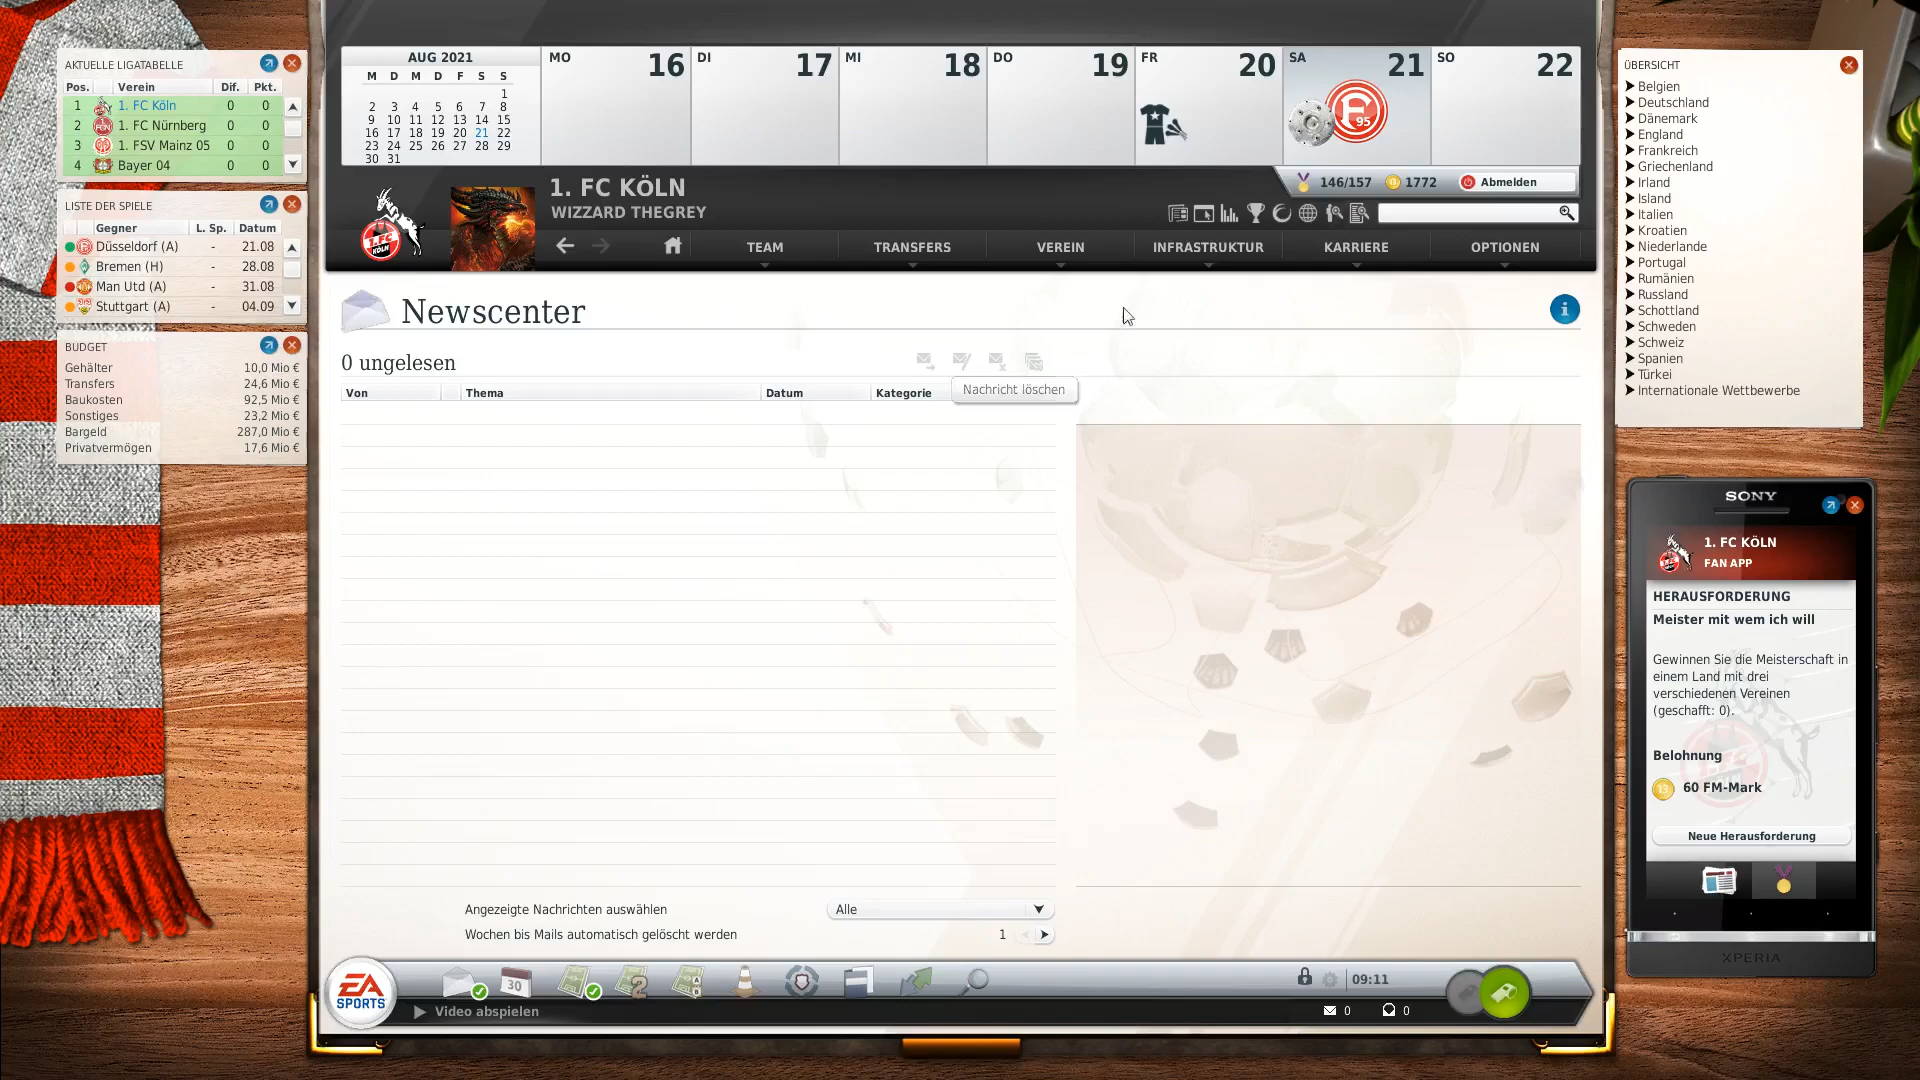 AKTUELLE LIGATABELLE
Pos. Verein Dif. Pkt.
1 1. FC Köln 0 0
2 1. FC Nürnberg 0 0
3 1. FSV Mainz 05 0 0
4 Bayer 04 0 0
LISTE DER SPIELE
Gegner L. Sp. Datum
Düsseldorf (A) - 21.08
Bremen (H) - 28.08
Man Utd (A) - 31.08
Stuttgart (A) - 04.09
BUDGET
Gehälter 10,0 Mio €
Transfers 24,6 Mio €
Baukosten 92,5 Mio €
Sonstiges 23,2 Mio €
Bargeld 287,0 Mio €
Privatvermögen 17,6 Mio €
AUG 2021
M D M D F S S
1
2 3 4 5 6 7 8
9 10 11 12 13 14 15
16 17 18 19 20 21 22
23 24 25 26 27 28 29
30 31
MO 16
DI 17
MI 18
DO 19
FR 20
SA 21
SO 22
F 95
1. FC KÖLN
WIZZARD THEGREY
1.FC KÖLN
146/157 1772 Abmelden
TEAM TRANSFERS VEREIN INFRASTRUKTUR KARRIERE OPTIONEN
Newscenter
0 ungelesen
Von Thema Datum Kategorie
Nachricht löschen
Angezeigte Nachrichten auswählen Alle
Wochen bis Mails automatisch gelöscht werden 1
EA SPORTS
30
2
09:11
Video abspielen
0 0
ÜBERSICHT
Belgien
Deutschland
Dänemark
England
Frankreich
Griechenland
Irland
Island
Italien
Kroatien
Niederlande
Portugal
Rumänien
Russland
Schottland
Schweden
Schweiz
Spanien
Türkei
Internationale Wettbewerbe
SONY
1. FC KÖLN
FAN APP
HERAUSFORDERUNG
Meister mit wem ich will
Gewinnen Sie die Meisterschaft in
einem Land mit drei
verschiedenen Vereinen
(geschafft: 0).
Belohnung
13 60 FM-Mark
Neue Herausforderung
XPERIA